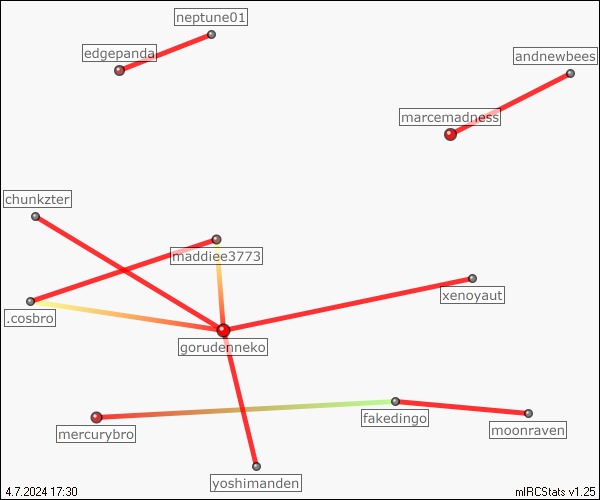 neptune01
edgepanda
andnewbees
marcemadness
chunkzter
maddiee3773
xenoyaut
.cosbro
gorudenneko
fakedingo
moonraven
mercurybro
yoshimanden
4.7.2024 17:30
mIRCStats v1.25